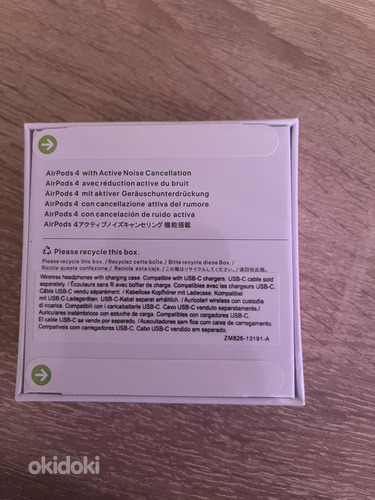 AirPods 4 with Active Noise Cancellation
AirPods 4 avec réduction active du bruit
AirPods 4 mit aktiver Geräuschunterdrückung
AirPods 4 con cancellazione attiva del rumore
AirPods 4 con cancelación de ruido activa
AirPods 4アクティブノイズキャンセリング機能搭載
Please recycle this box.
Please recycle this box. / Recyclez cette boîte. / Bitte recycle diese Box. /
Ricicle questa confezione. / Recicla esta caja. / この箱はリサイクルしてください。/ 請回收此箱。
Wireless headphones with charging case. Compatible with USB-C chargers. USB-C cable sold
separately / Écouteurs sans fil avec boîtier de charge. Compatibles avec les chargeurs USB-C.
Câble USB-C vendu séparément. / Kabellose Kopfhörer mit Ladecase. Kompatibel
mit USB-C-Ladegeräten. USB-C-Kabel separat erhältlich. / Auricolari wireless con custodia
di ricarica. Compatibili con i caricabatterie USB-C. Cavo USB-C venduto separatamente./
Auriculares inalámbricos con estuche de carga. Compatibles con cargadores USB-C.
El cable USB-C se vende por separado. /Auscultadores sem fios com caixa de carregamento.
Compatíveis com carregadores USB-C. Cabo USB-C vendido em separado.
ZM826-13191-A
okidoki